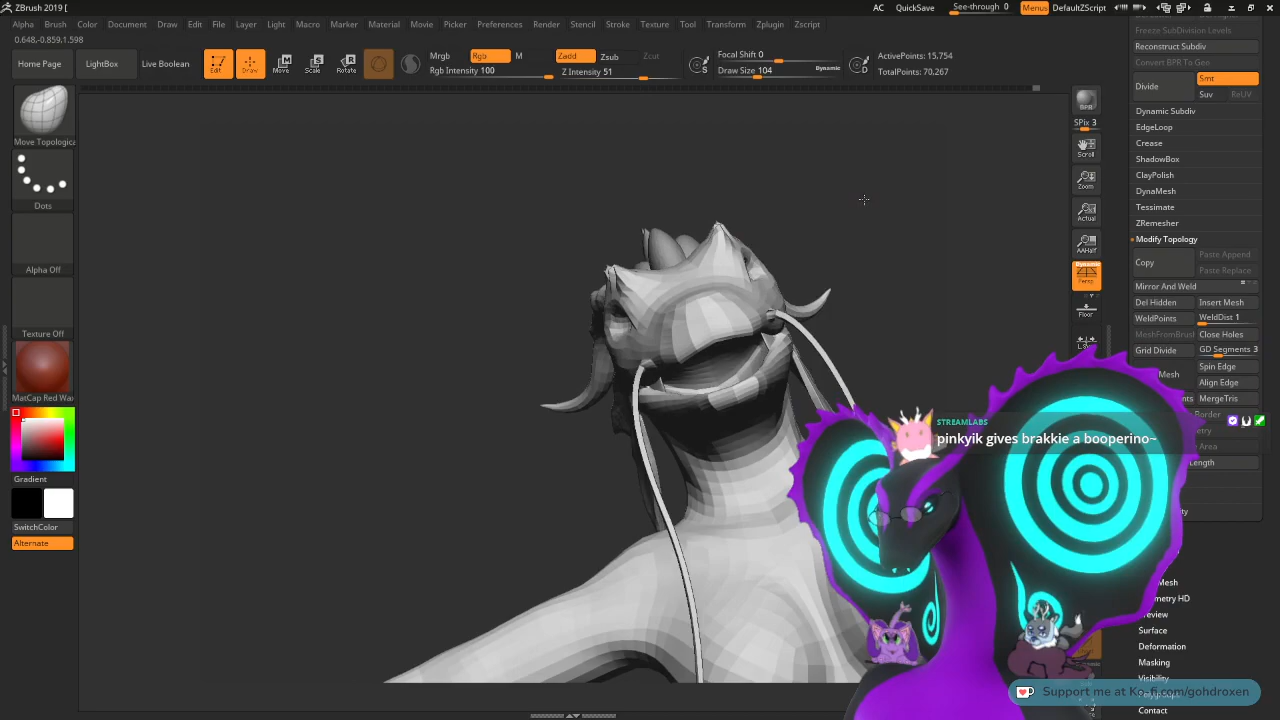 ZBrush 2019 [
AC
QuickSave
See-through 0
Menus
DefaultZScript
Alpha Brush Color Document Draw Edit File Layer Light Macro Marker Material Movie Picker Preferences Render Stencil Stroke Texture Tool Transform Zplugin Zscript
0.648,-0.859,1.598
Home Page
LightBox
Live Boolean
Edit
Draw
Move
Scale
Rotate
Mrgb
Rgb
M
Rgb Intensity 100
Zadd
Zsub
Zcut
Z Intensity 51
S
Focal Shift 0
Draw Size 104
Dynamic
D
ActivePoints: 15,754
TotalPoints: 70,267
Move Topologica
Dots
Alpha Off
Texture Off
MatCap Red Wax
Gradient
SwitchColor
Alternate
BPR
SPix 3
Scroll
Zoom
Actual
AAHalf
Dynamic
Persp
Floor
Freeze SubDivision Levels
Reconstruct Subdiv
Convert BPR To Geo
Divide
Smt
Suv
ReUV
Dynamic Subdiv
EdgeLoop
Crease
ShadowBox
ClayPolish
DynaMesh
Tessimate
ZRemesher
Modify Topology
Copy
Paste Append
Paste Replace
Mirror And Weld
Del Hidden
Insert Mesh
WeldPoints
WeldDist 1
MeshFromBrush
Close Holes
Grid Divide
GD Segments 3
Spin Edge
Align Edge
MergeTris
Length
STREAMLABS
pinkyik gives brakkie a booperino~
Surface
Deformation
Masking
Visibility
Contact
Support me at Ko-fi.com/gohdroxen